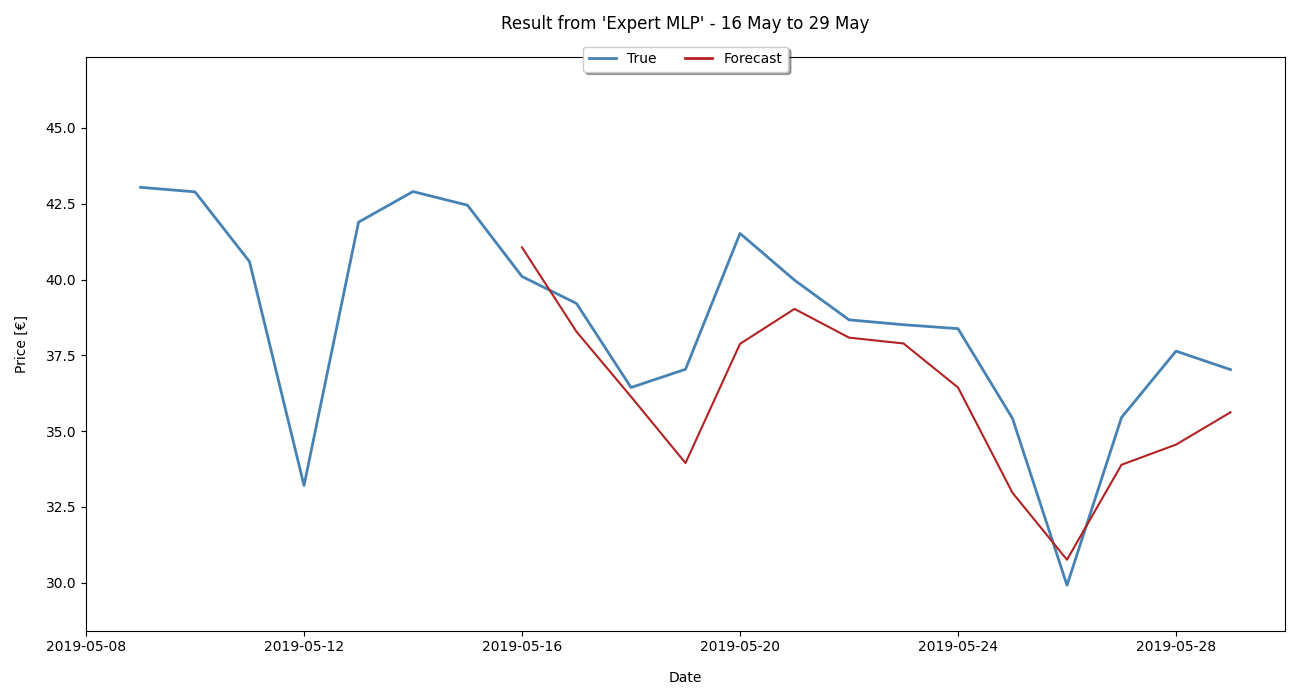 Result from 'Expert MLP' - 16 May to 29 May
True Forecast
45.0
42.5
40.0
37.5
35.0
32.5
30.0
Price [€]
2019-05-08 2019-05-12 2019-05-16 2019-05-20 2019-05-24 2019-05-28
Date